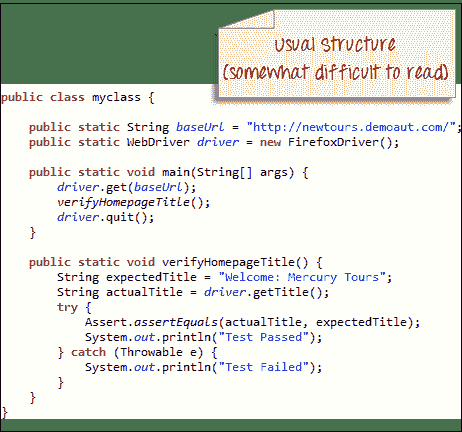 usual structure
(somewhat difficult to read)
public class myclass {
    public static String baseUrl = "http://newtours.demoaut.com/";
    public static WebDriver driver = new FirefoxDriver();
    public static void main(String[] args) {
        driver.get(baseUrl);
        verifyHomepageTitle();
        driver.quit();
    }
    public static void verifyHomepageTitle() {
        String expectedTitle = "Welcome: Mercury Tours";
        String actualTitle = driver.getTitle();
        try {
            Assert.assertEquals(actualTitle, expectedTitle);
            System.out.println("Test Passed");
        } catch (Throwable e) {
            System.out.println("Test Failed");
        }
    }
}